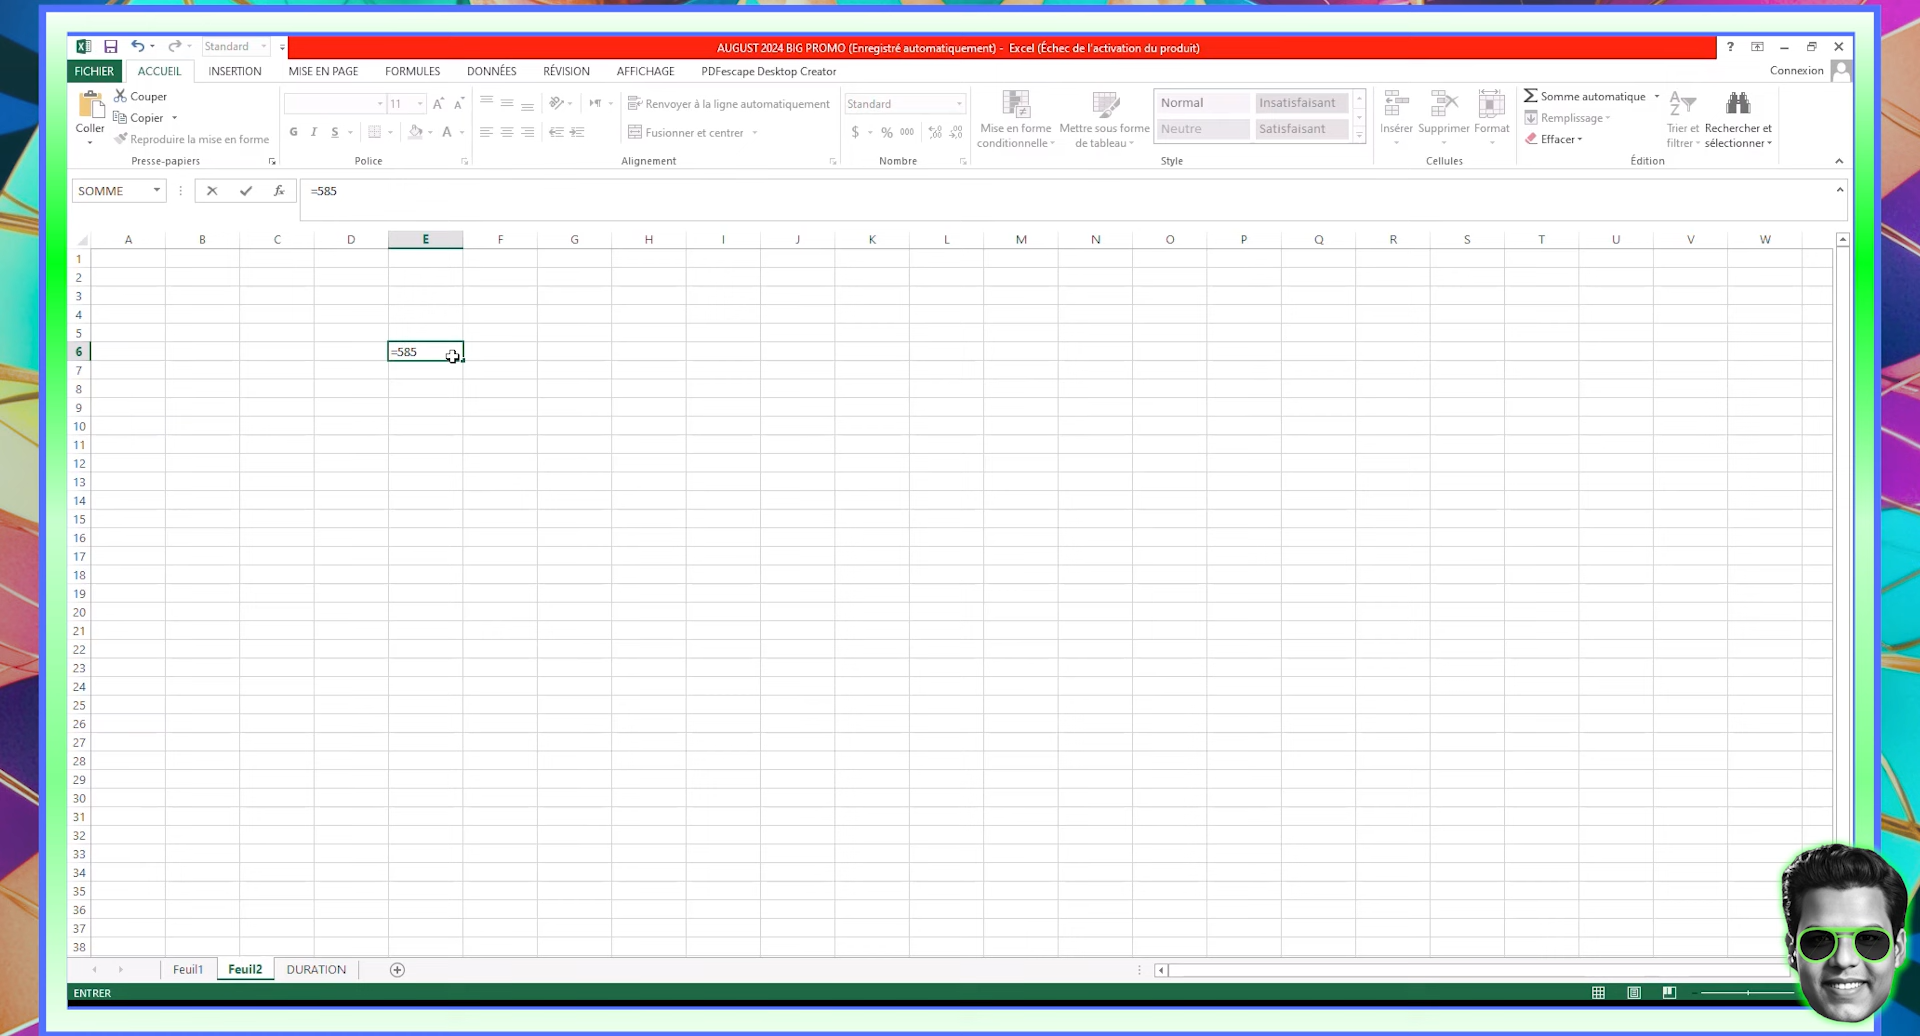 Standard
AUGUST 2024 BIG PROMO (Enregistré automatiquement) - Excel (Échec de l'activation du produit)
?
FICHIER ACCUEIL INSERTION MISE EN PAGE FORMULES DONNÉES RÉVISION AFFICHAGE PDFescape Desktop Creator Connexion
Coller
Couper
Copier
Reproduire la mise en forme
Presse-papiers
11
G I S A
Police
Renvoyer à la ligne automatiquement
Fusionner et centrer
Alignement
Standard
$ % 000
Nombre
Mise en forme
conditionnelle
Mettre sous forme
de tableau
Normal Insatisfaisant
Neutre Satisfaisant
Style
Insérer Supprimer Format
Cellules
Somme automatique
Remplissage
Effacer
Trier et
filtrer
Rechercher et
sélectionner
Édition
SOMME fx =585
A B C D E F G H I J K L M N O P Q R S T U V W
1
2
3
4
5
6 =585
7
8
9
10
11
12
13
14
15
16
17
18
19
20
21
22
23
24
25
26
27
28
29
30
31
32
33
34
35
36
37
38
Feuil1 Feuil2 DURATION
ENTRER